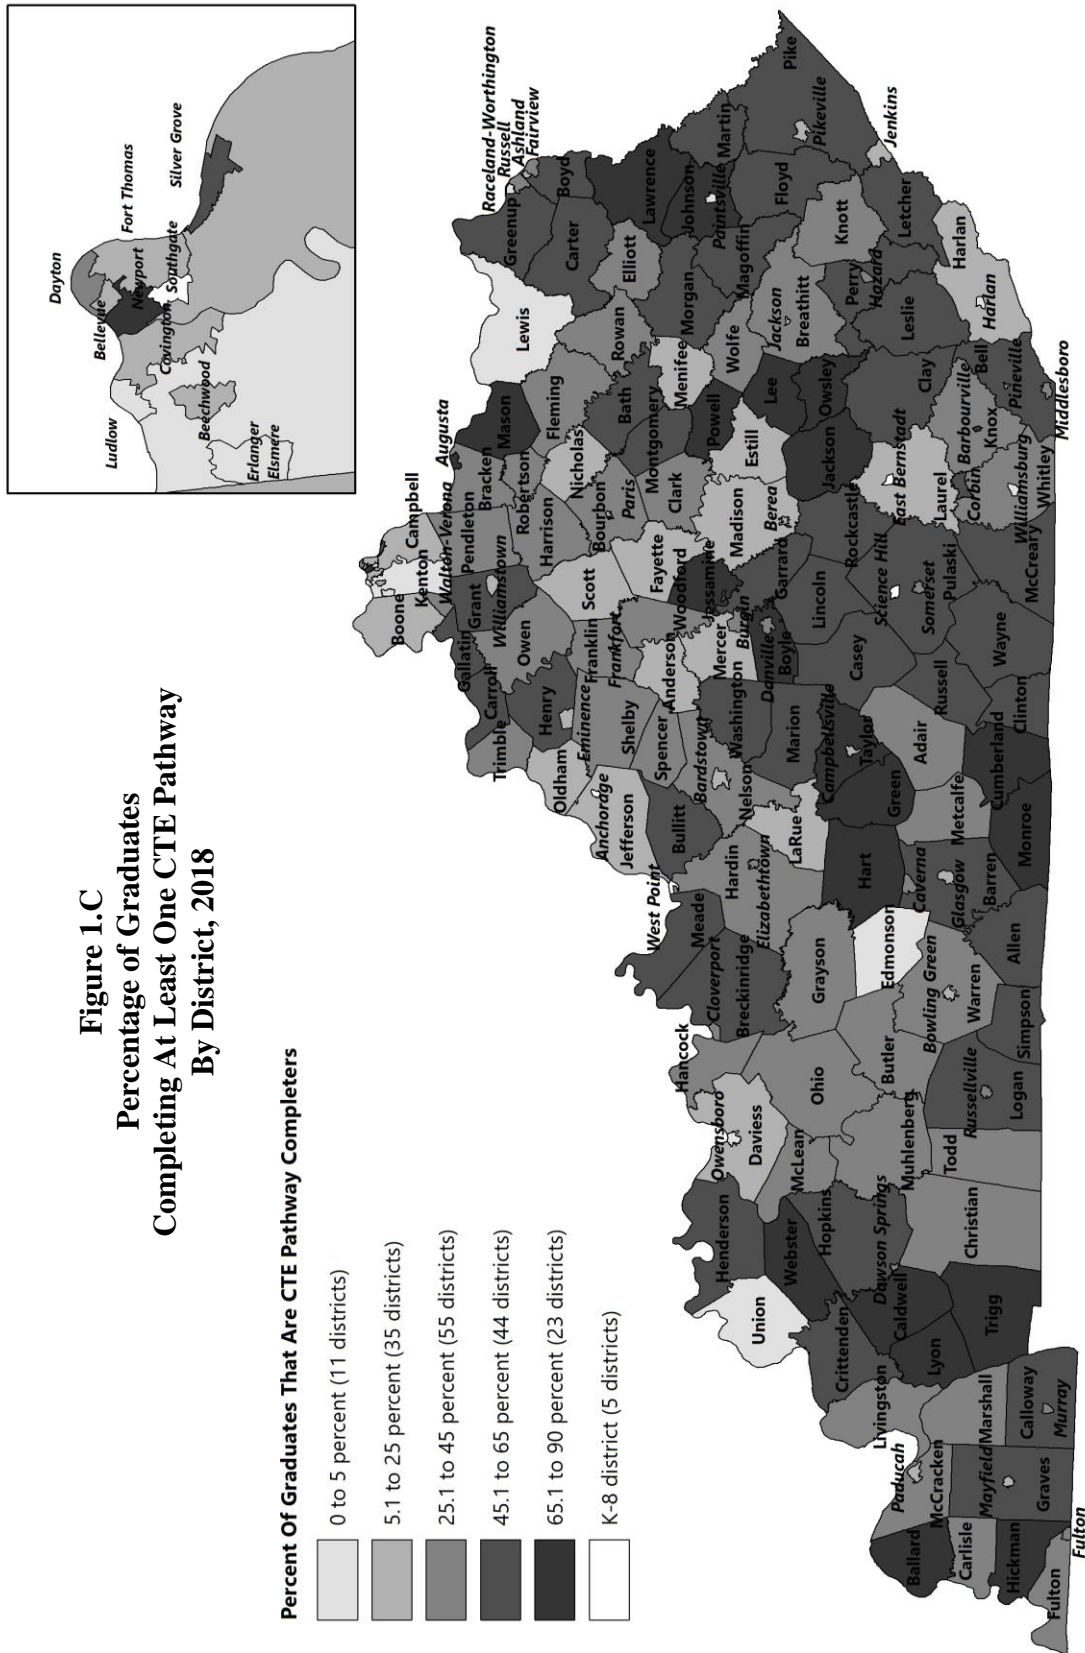 Figure 1.C
Percentage of Graduates
Completing At Least One CTE Pathway
By District, 2018
Percent Of Graduates That Are CTE Pathway Completers
0 to 5 percent (11 districts)
5.1 to 25 percent (35 districts)
25.1 to 45 percent (55 districts)
45.1 to 65 percent (44 districts)
65.1 to 90 percent (23 districts)
K-8 district (5 districts)
Dayton
Bellevue
Newport
Fort Thomas
Ludlow
Covington
Southgate
Silver Grove
Beechwood
Erlanger
Elsmere
Boone
Kenton
Campbell
Walton-Verona
Augusta
Gallatin
Grant
Pendleton
Bracken
Mason
Lewis
Greenup
Raceland-Worthington
Russell
Ashland
Fairview
Boyd
Carroll
Trimble
Williamstown
Owen
Robertson
Fleming
Carter
Henry
Harrison
Nicholas
Rowan
Elliott
Lawrence
Oldham
Eminence
Franklin
Scott
Bourbon
Bath
Frankfort
Paris
Montgomery
Menifee
Morgan
Johnson
Martin
Anchorage
Jefferson
Shelby
Anderson
Woodford
Fayette
Clark
Powell
Wolfe
Magoffin
Paintsville
Spencer
Jessamine
Bullitt
Bardstown
Mercer
Madison
Estill
Lee
Jackson
Breathitt
Floyd
Pike
Pikeville
West Point
Meade
Hardin
Nelson
Washington
Burgin
Berea
Garrard
Owsley
Knott
Hancock
Cloverport
Breckinridge
Elizabethtown
LaRue
Marion
Danville
Boyle
Lincoln
Rockcastle
Jackson
Perry
Hazard
Letcher
Jenkins
Owensboro
Daviess
Ohio
Grayson
Hart
Campbellsville
Taylor
Green
Casey
Science Hill
East Bernstadt
Clay
Leslie
Harlan
Harlan
Henderson
Union
Webster
McLean
Butler
Edmonson
Caverna
Adair
Somerset
Pulaski
Laurel
Barbourville
Knox
Bell
Pineville
Hopkins
Muhlenberg
Bowling Green
Warren
Glasgow
Barren
Metcalfe
Russell
Wayne
Corbin
Williamsburg
Whitley
McCreary
Middlesboro
Crittenden
Dawson Springs
Caldwell
Christian
Todd
Russellville
Logan
Simpson
Allen
Monroe
Cumberland
Clinton
Livingston
Lyon
Trigg
Paducah
McCracken
Marshall
Calloway
Murray
Ballard
Carlisle
Mayfield
Graves
Hickman
Fulton
Fulton